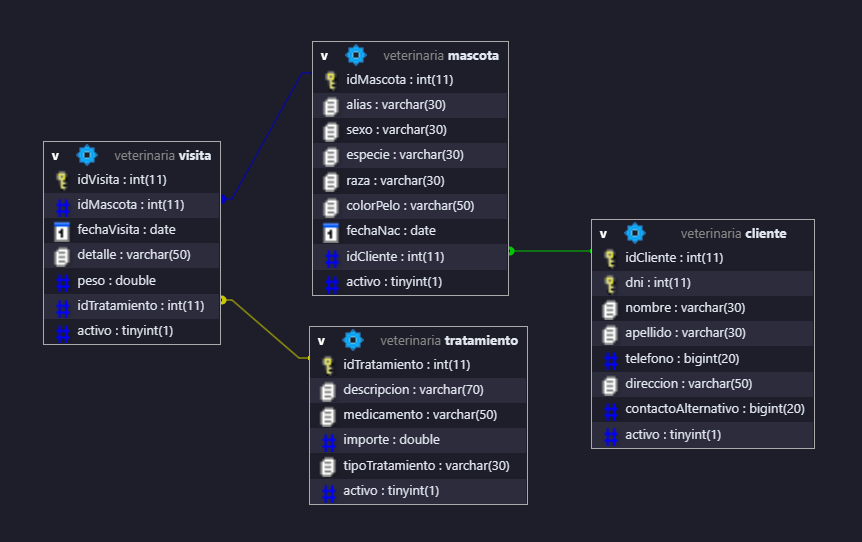 v veterinaria mascota
idMascota : int(11)
alias : varchar(30)
sexo : varchar(30)
especie : varchar(30)
raza : varchar(30)
colorPelo : varchar(50)
fechaNac : date
idCliente : int(11)
activo : tinyint(1)
v veterinaria visita
idVisita : int(11)
idMascota : int(11)
fechaVisita : date
detalle : varchar(50)
peso : double
idTratamiento : int(11)
activo : tinyint(1)
v veterinaria cliente
idCliente : int(11)
dni : int(11)
nombre : varchar(30)
apellido : varchar(30)
telefono : bigint(20)
direccion : varchar(50)
contactoAlternativo : bigint(20)
activo : tinyint(1)
v veterinaria tratamiento
idTratamiento : int(11)
descripcion : varchar(70)
medicamento : varchar(50)
importe : double
tipoTratamiento : varchar(30)
activo : tinyint(1)